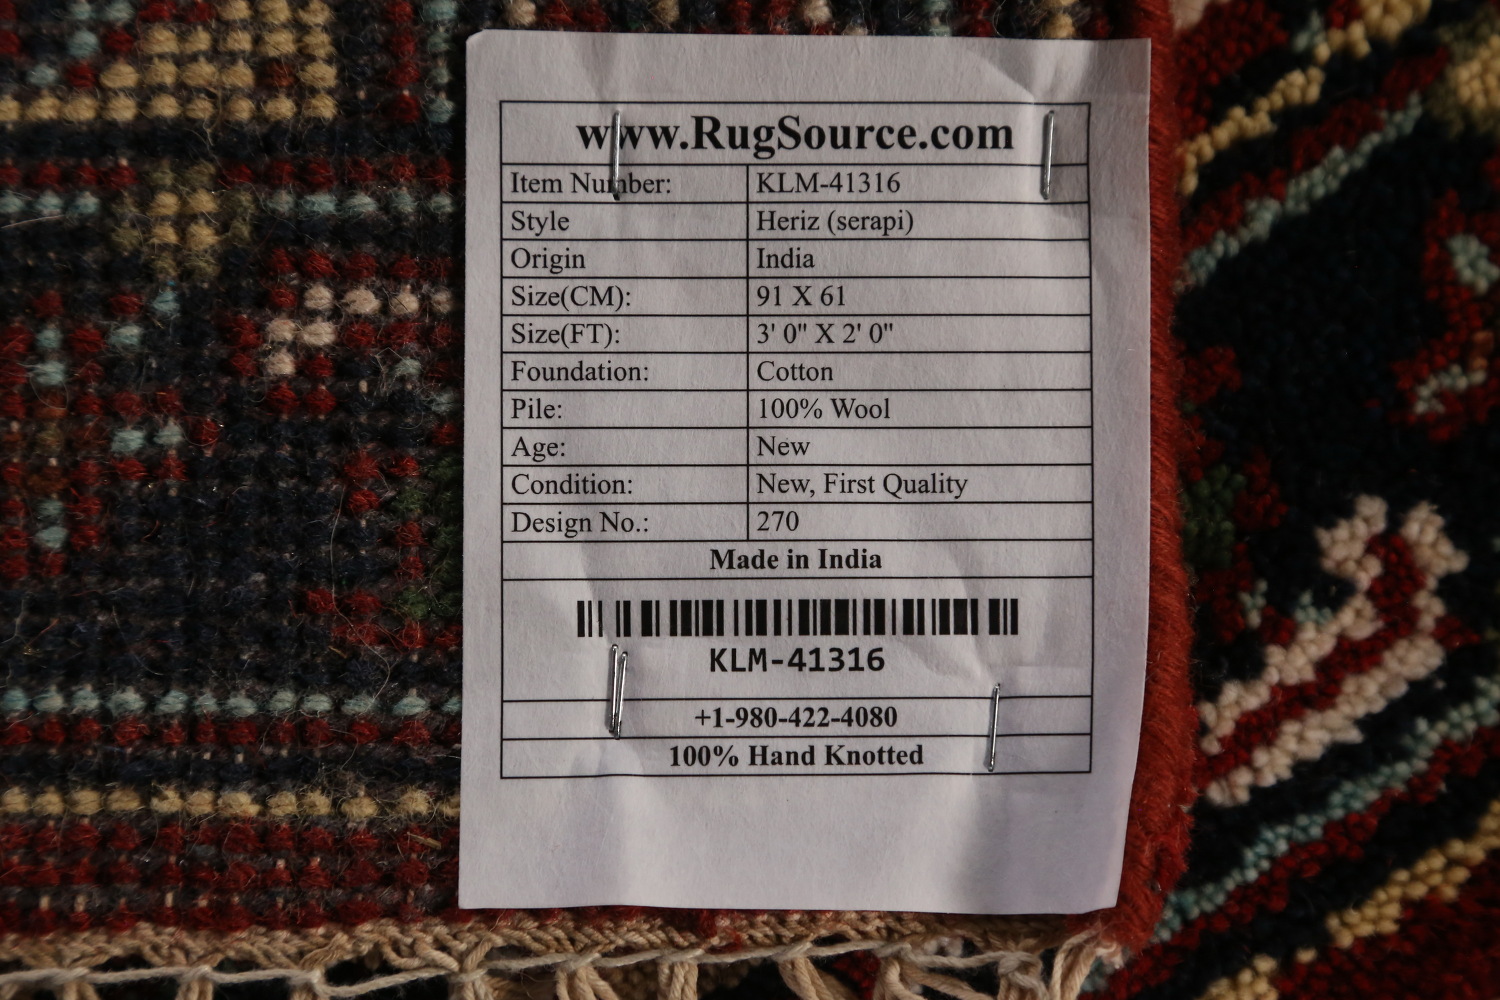 www.RugSource.com
Item Number: KLM-41316
Style Heriz (serapi)
Origin India
Size(CM): 91 X 61
Size(FT): 3' 0" X 2' 0"
Foundation: Cotton
Pile: 100% Wool
Age: New
Condition: New, First Quality
Design No.: 270
Made in India
KLM-41316
+1-980-422-4080
100% Hand Knotted